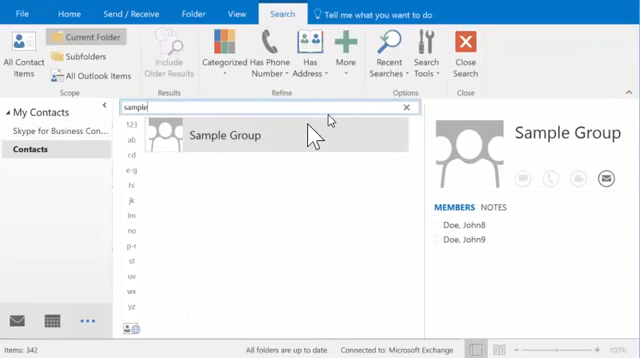 File Home Send / Receive Folder View Search Tell me what you want to do
All Contact Items
Current Folder
Subfolders
All Outlook Items
Scope
Include Older Results
Results
Categorized
Has Phone Number
Has Address
More
Refine
Recent Searches
Search Tools
Options
Close Search
Close
My Contacts
Skype for Business Con...
Contacts
sample
123
ab
cd
e-g
hi
jk
lm
no
p-r
st
uv
wx
yz
Sample Group
Sample Group
MEMBERS NOTES
Doe, John8
Doe, John9
Items: 342
All folders are up to date.
Connected to: Microsoft Exchange
100%